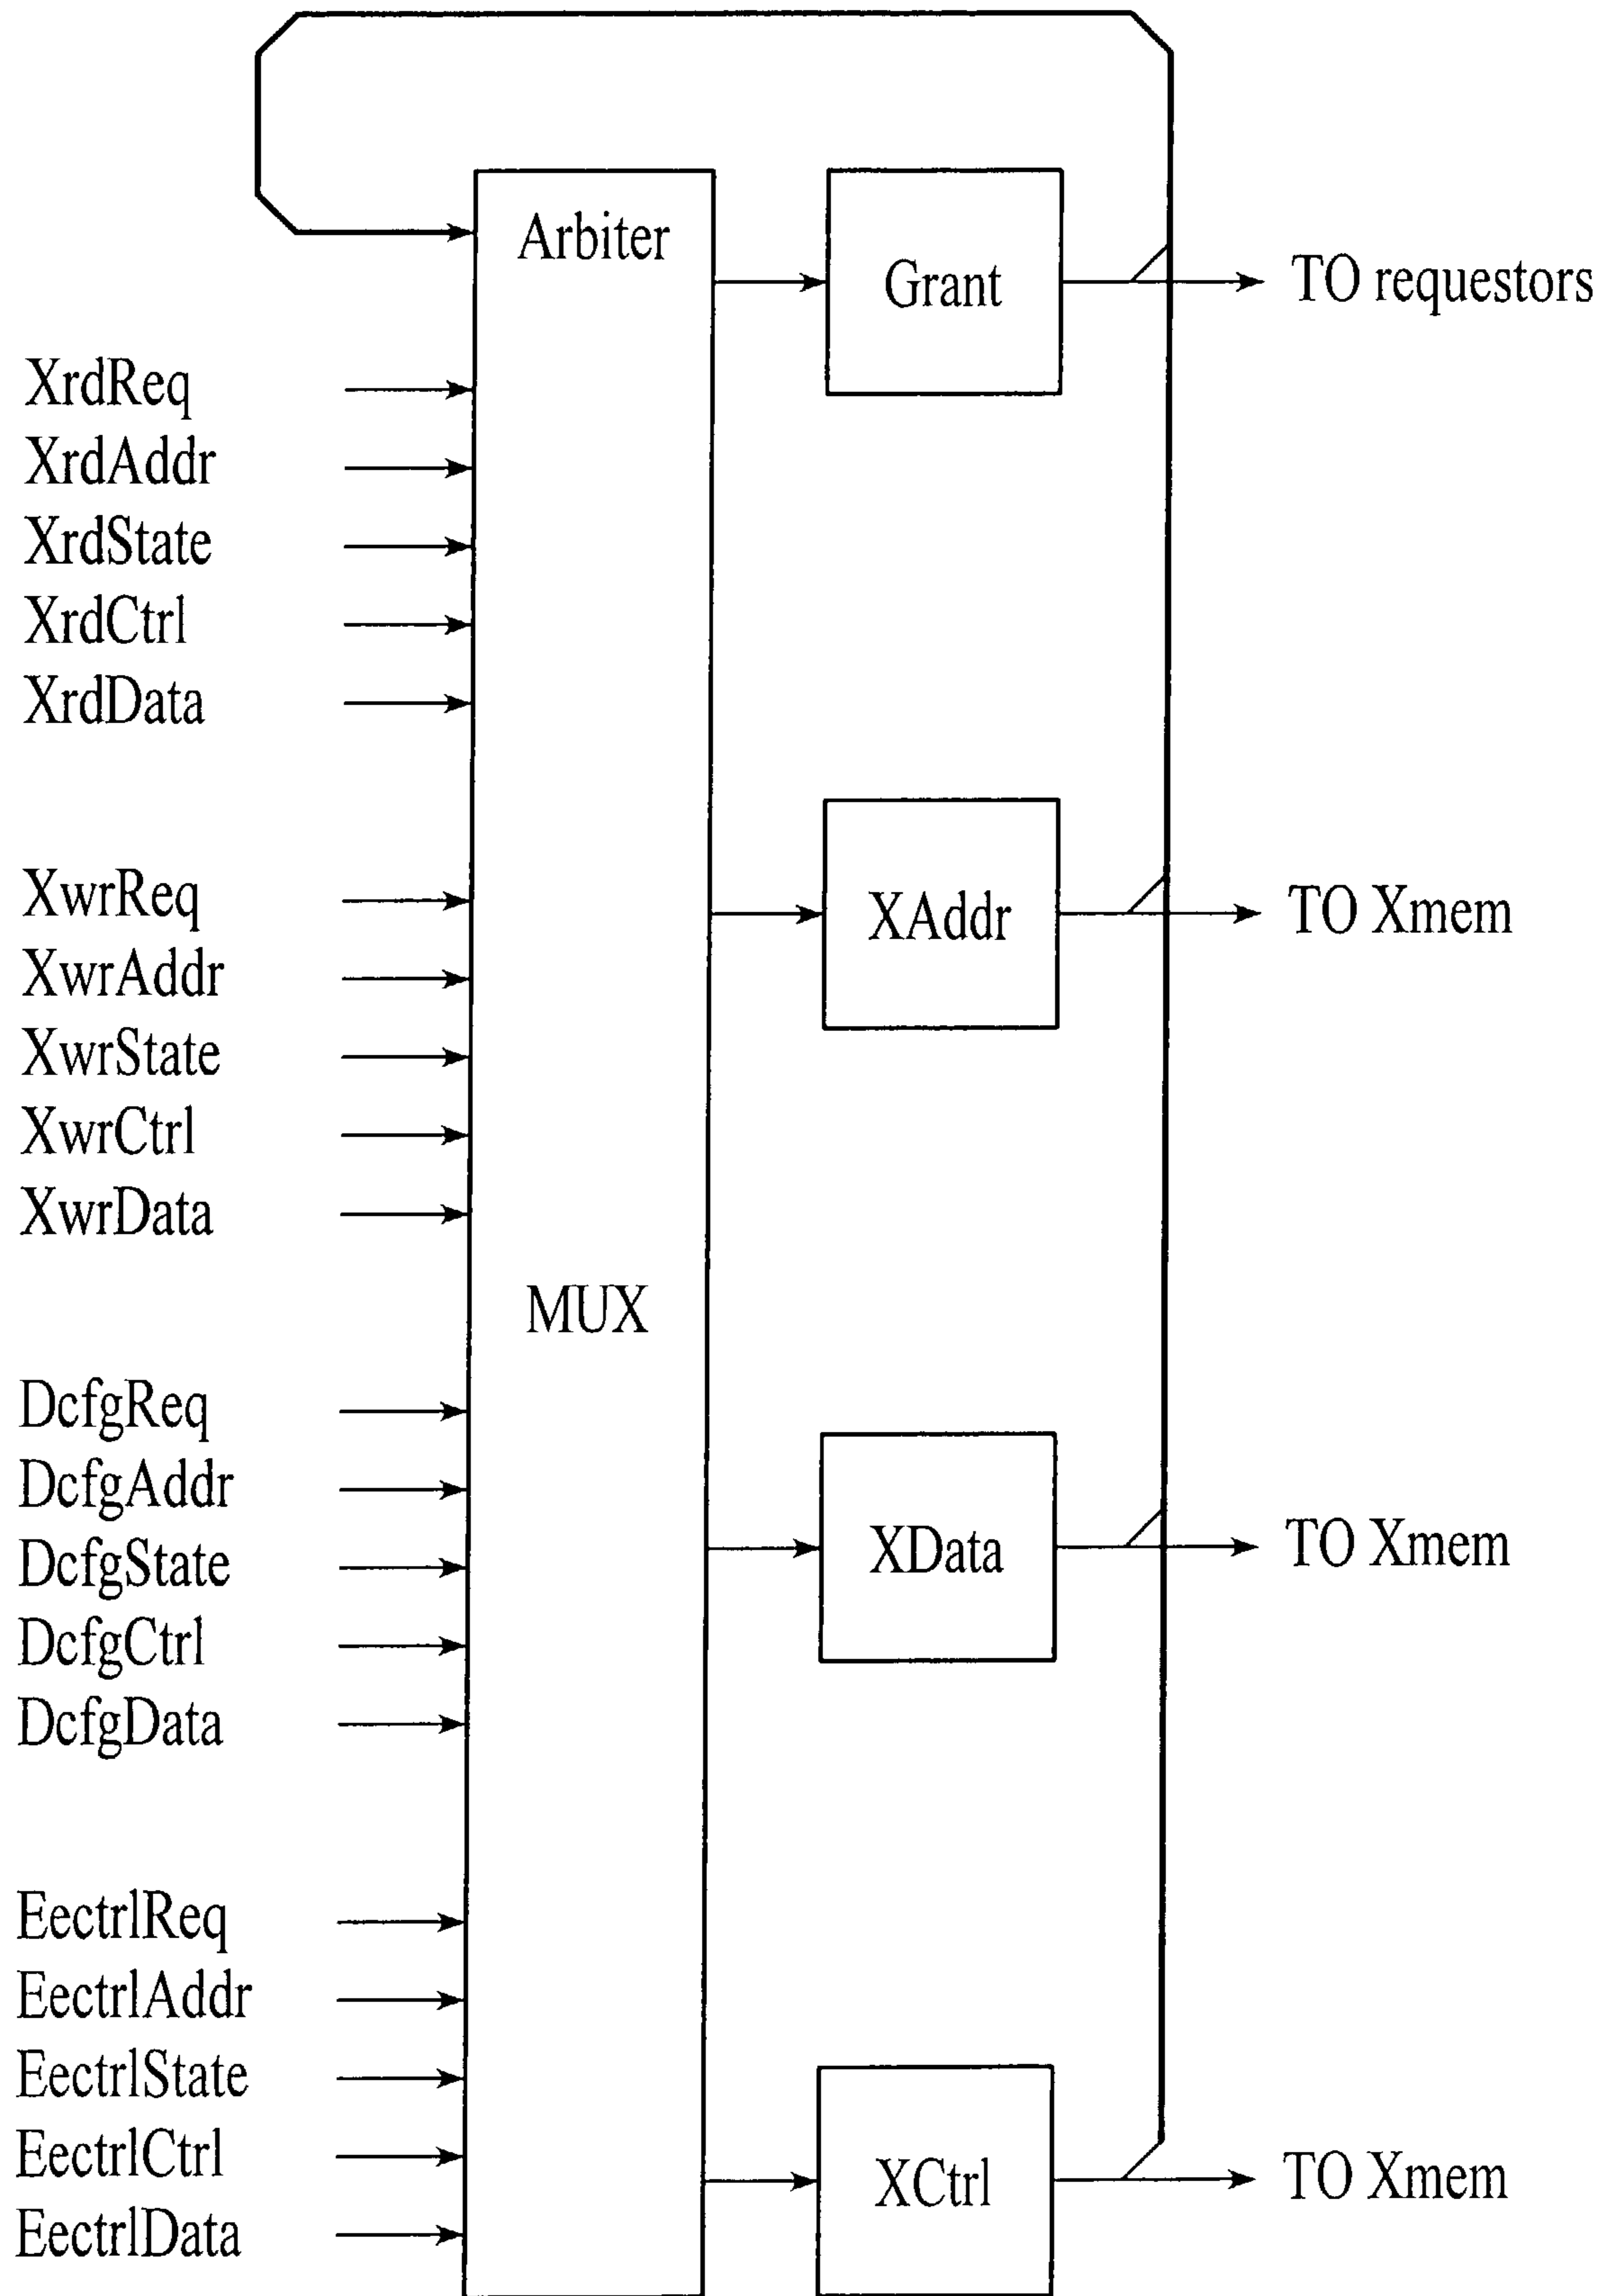 Arbiter
Grant
TO requestors
XrdReq
XrdAddr
XrdState
XrdCtrl
XrdData
XwrReq
XAddr
TO Xmem
XwrAddr
XwrState
XwrCtrl
XwrData
MUX
DcfgReq
DcfgAddr
DcfgState
XData
TO Xmem
DcfgCtrl
DcfgData
EectrlReq
EectrlAddr
EectrlState
EectrlCtrl
XCtrl
TO Xmem
EectrlData